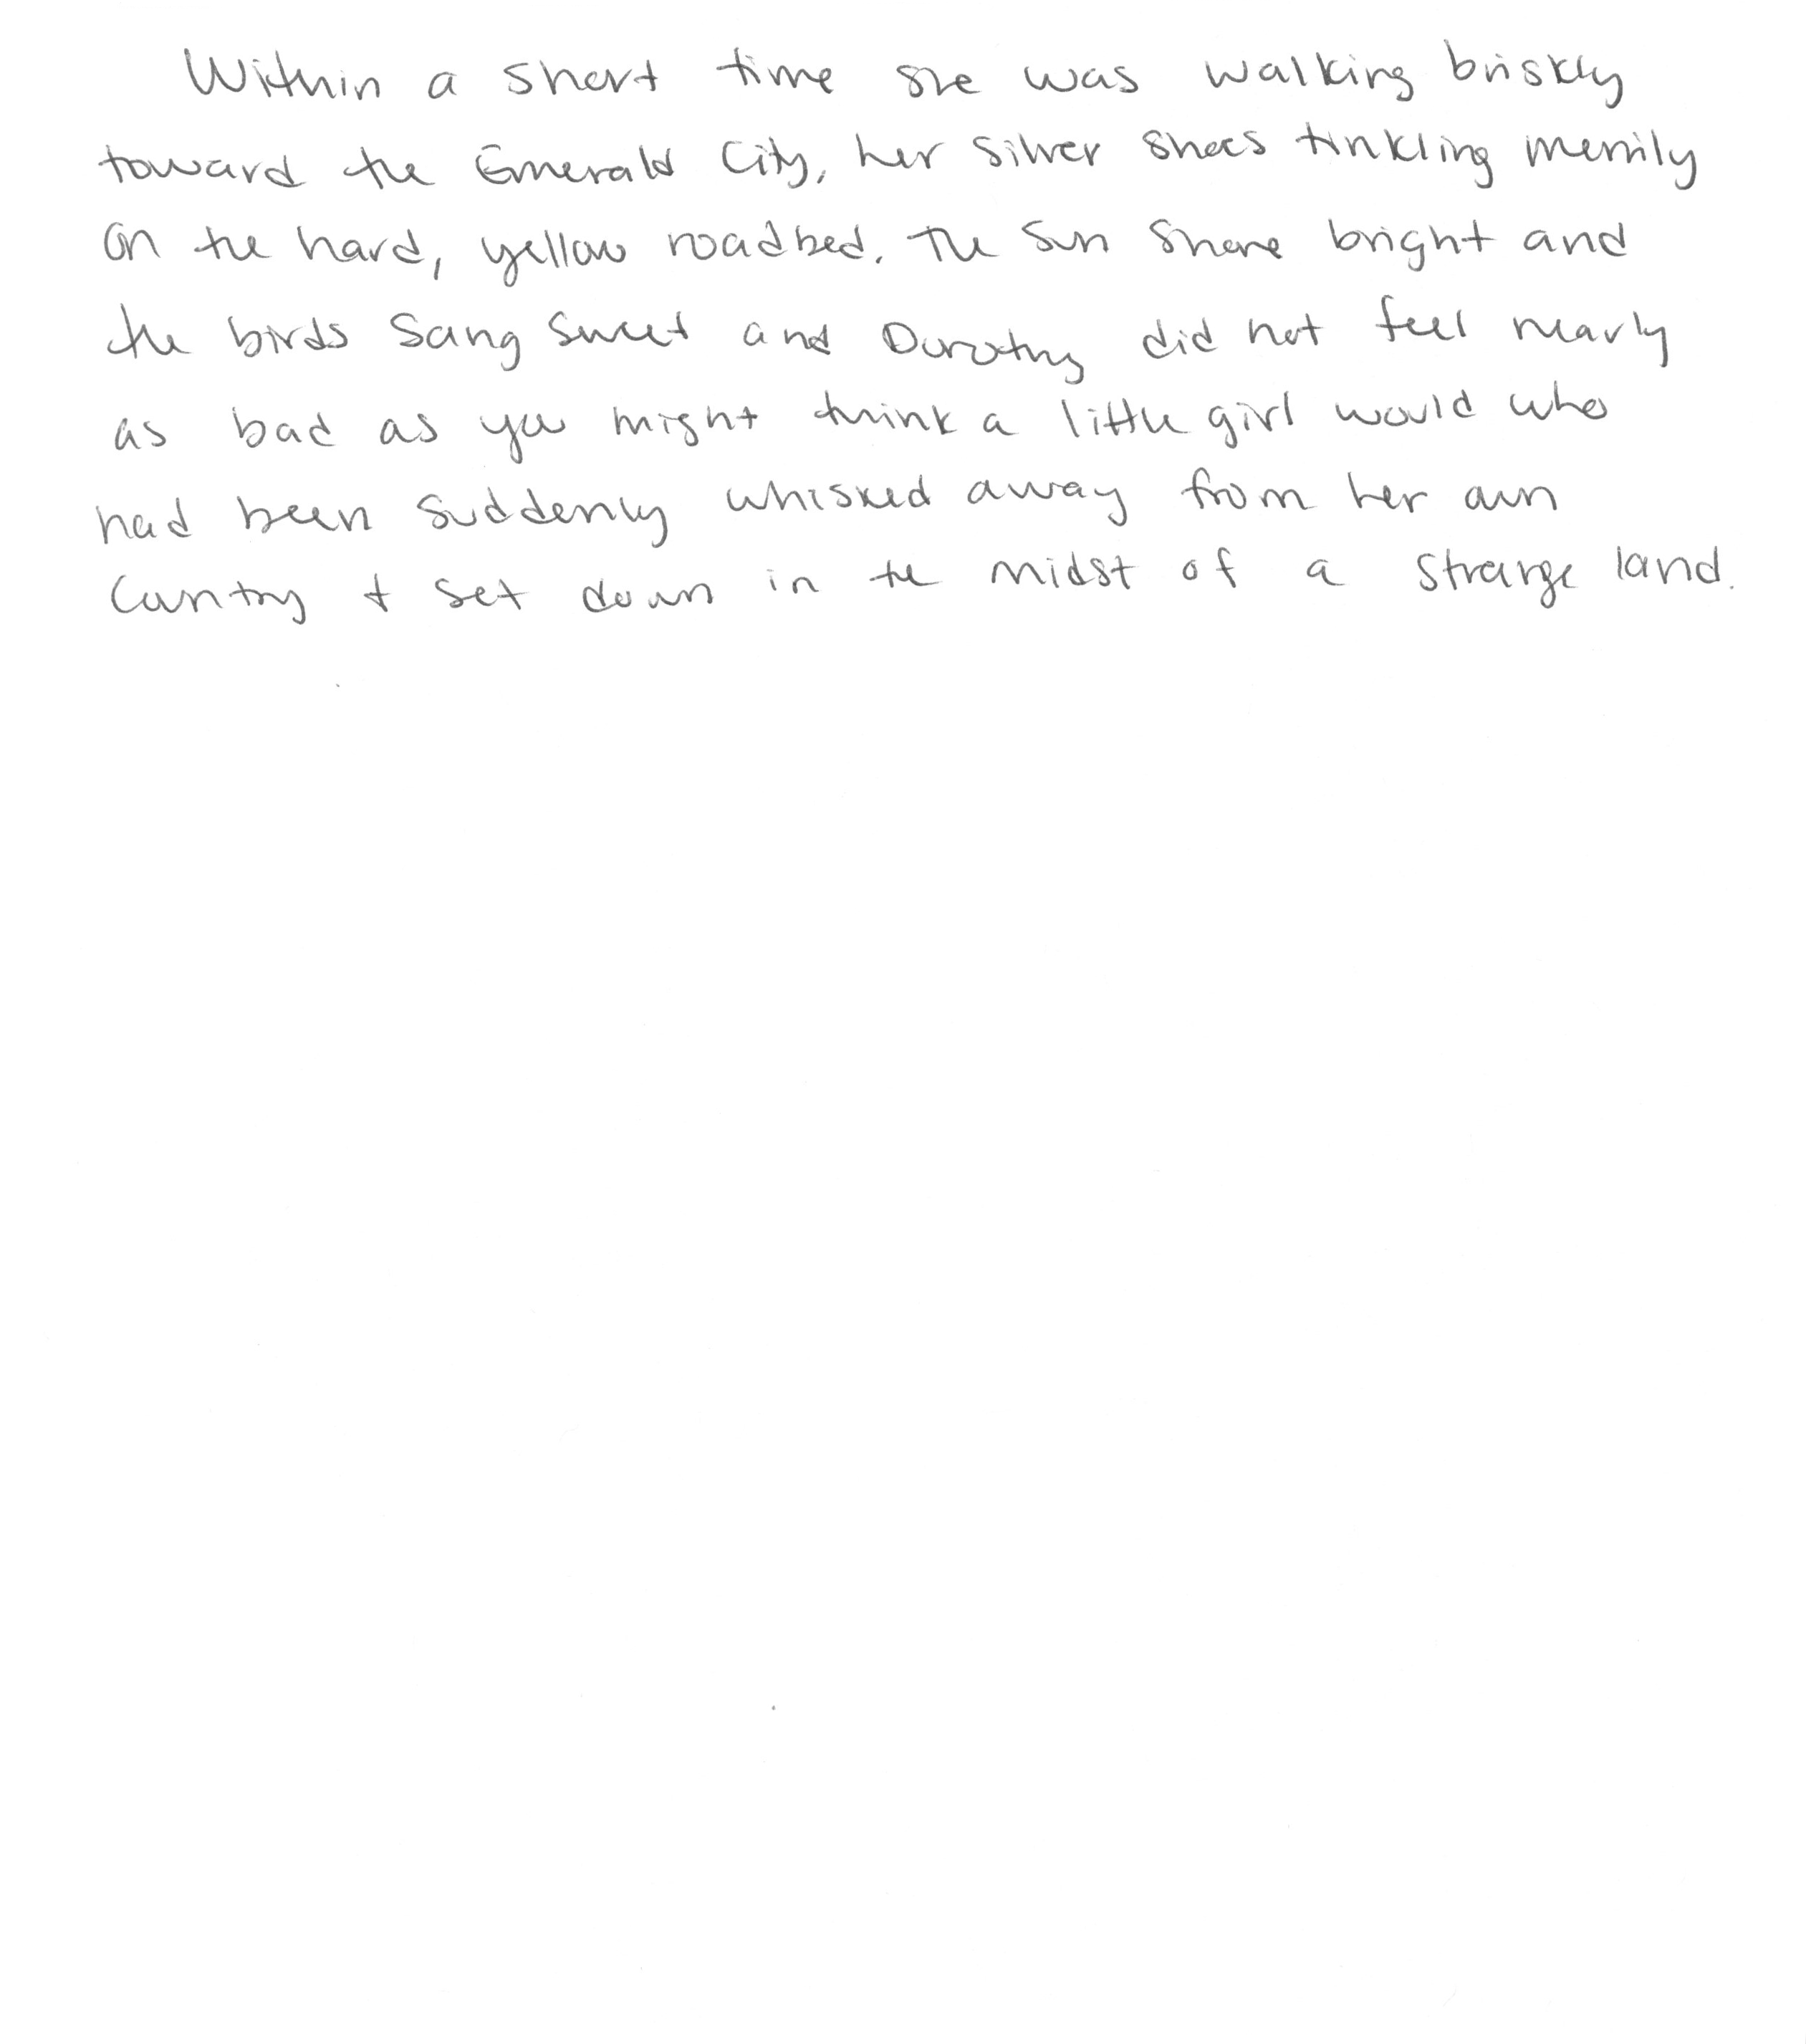 Within a short time she was walking briskly
toward the Emerald City, her silver shoes tinkling merrily
on the hard, yellow roadbed. The sun shone bright and
the birds sang sweet and Dorothy did not feel nearly
as bad as you might think a little girl would who
had been suddenly whisked away from her own
country & set down in the midst of a strange land.